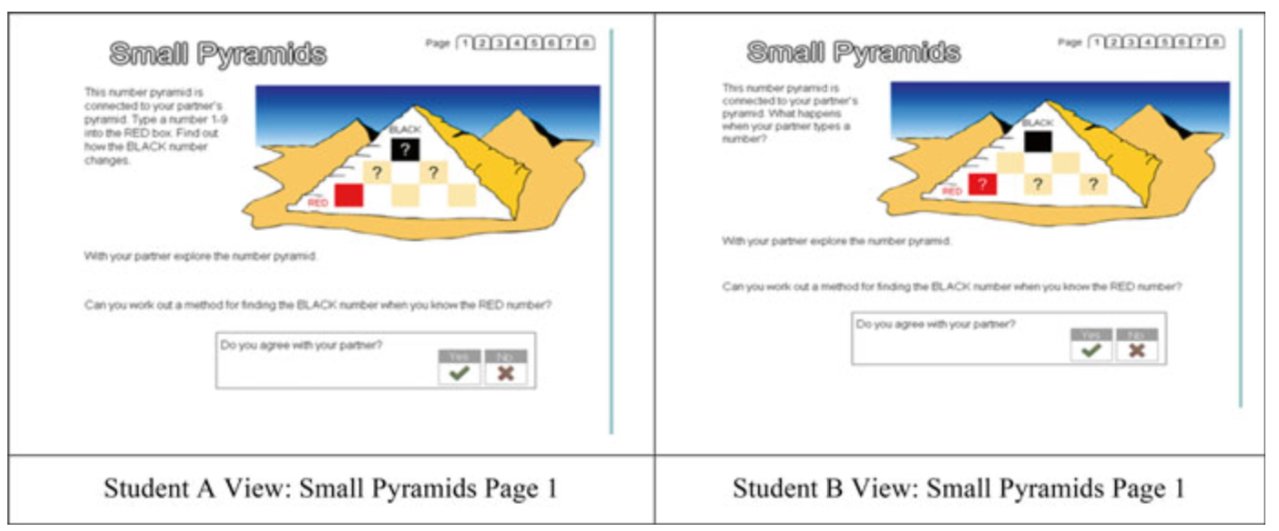 Small Pyramids
Page 1 2 3 4 5 6 7 8
This number pyramid is
connected to your partner's
pyramid. Type a number 1-9
into the RED box. Find out
how the BLACK number
changes.
BLACK
?
? ?
RED
With your partner explore the number pyramid.
Can you work out a method for finding the BLACK number when you know the RED number?
Do you agree with your partner?
Yes No
Student A View: Small Pyramids Page 1
Small Pyramids
Page 1 2 3 4 5 6 7 8
This number pyramid is
connected to your partner's
pyramid. What happens
when your partner types a
number?
BLACK
RED ? ? ?
With your partner explore the number pyramid.
Can you work out a method for finding the BLACK number when you know the RED number?
Do you agree with your partner?
Yes No
Student B View: Small Pyramids Page 1